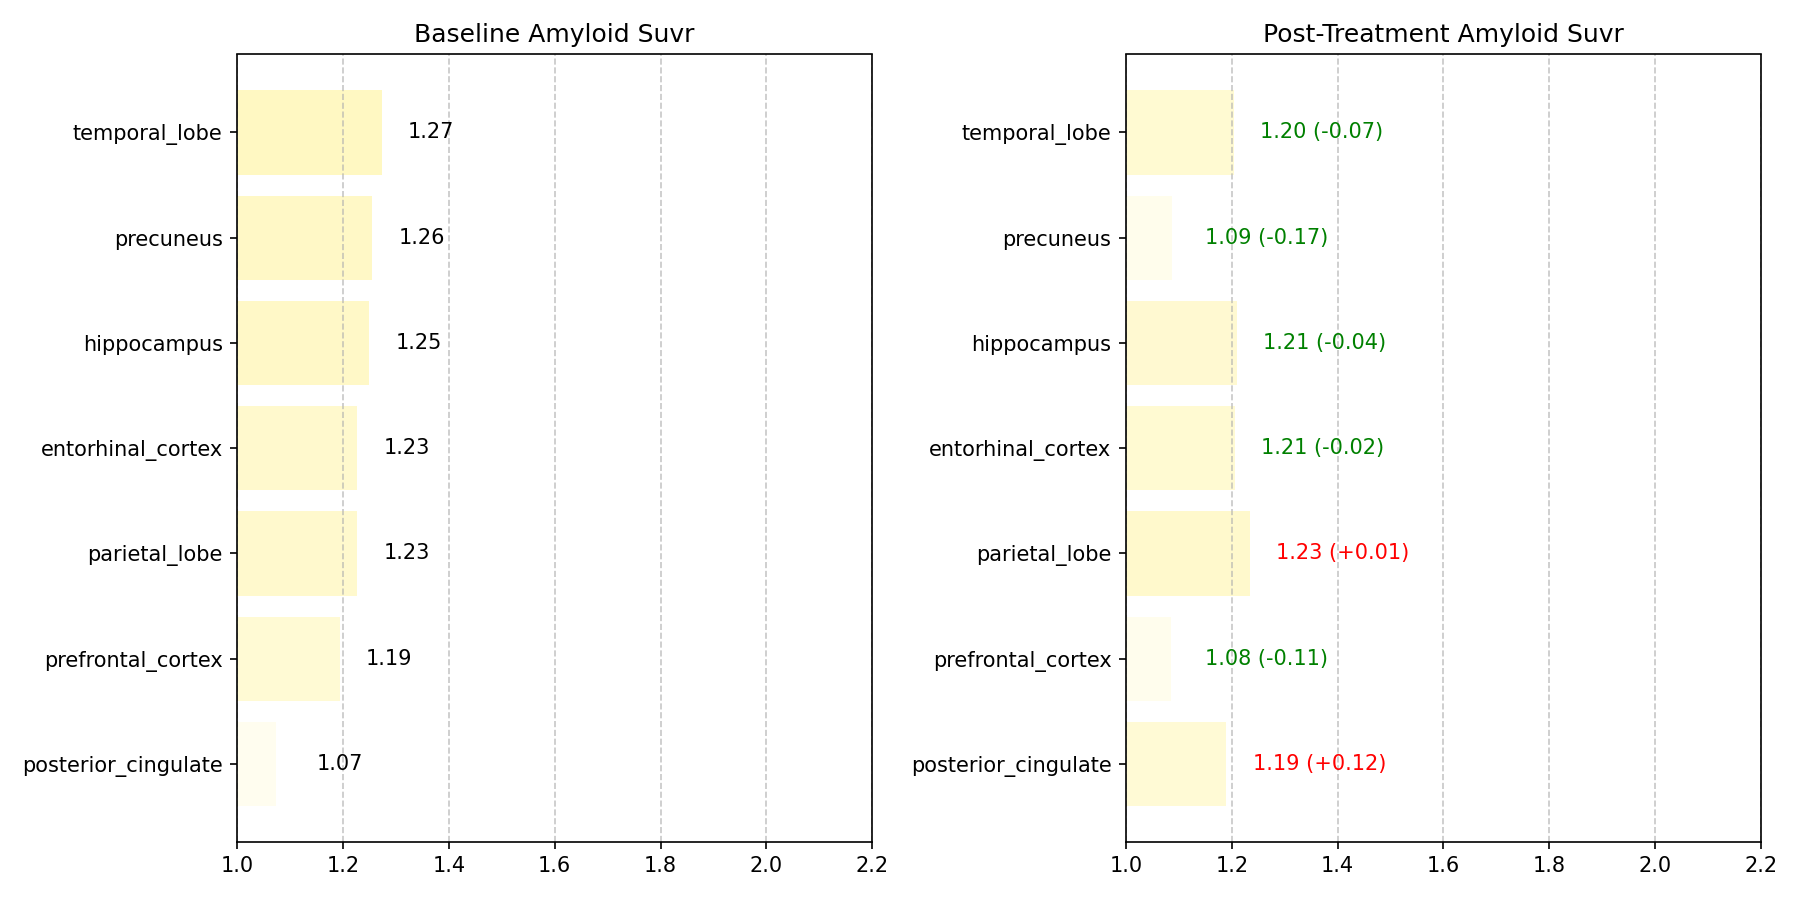 Baseline Amyloid Suvr
temporal_lobe
1.27
precuneus
1.26
hippocampus
1.25
entorhinal_cortex
1.23
parietal_lobe
1.23
prefrontal_cortex
1.19
posterior_cingulate
1.07
1.0 1.2 1.4 1.6 1.8 2.0 2.2
Post-Treatment Amyloid Suvr
temporal_lobe
1.20 (-0.07)
precuneus
1.09 (-0.17)
hippocampus
1.21 (-0.04)
entorhinal_cortex
1.21 (-0.02)
parietal_lobe
1.23 (+0.01)
prefrontal_cortex
1.08 (-0.11)
posterior_cingulate
1.19 (+0.12)
1.0 1.2 1.4 1.6 1.8 2.0 2.2